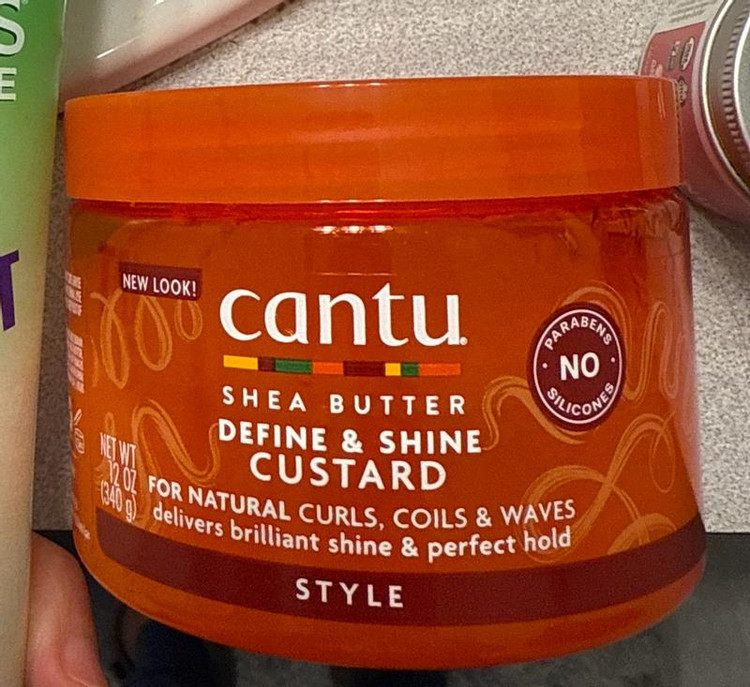 S
E
T
NEW LOOK!
cantu
SHEA BUTTER
DEFINE & SHINE
CUSTARD
PARABENS
NO
SILICONES
NET WT
12 OZ
(340 g)
FOR NATURAL CURLS, COILS & WAVES
delivers brilliant shine & perfect hold
STYLE